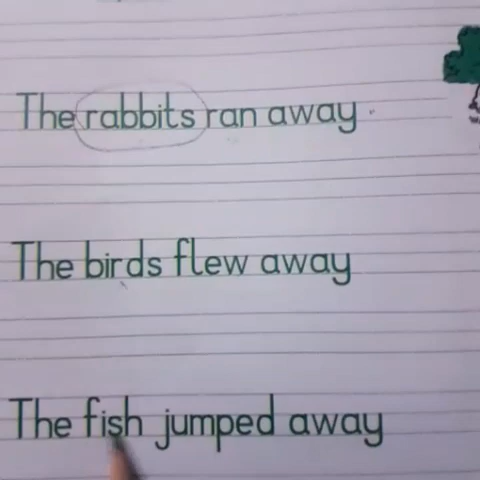 The rabbits ran away
The birds flew away
The fish jumped away